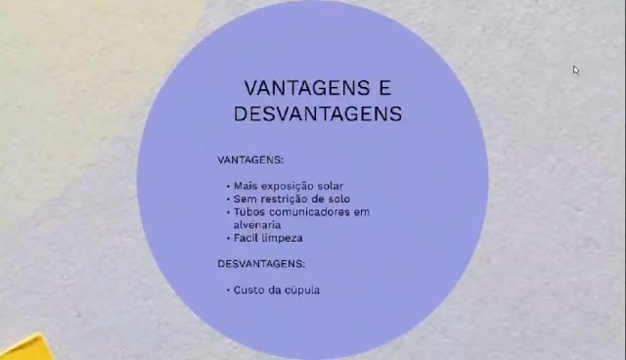 VANTAGENS E
DESVANTAGENS
VANTAGENS:
• Mais exposição solar
• Sem restrição de solo
• Tubos comunicadores em
alvenaria
• Facil limpeza
DESVANTAGENS:
• Custo da cúpula